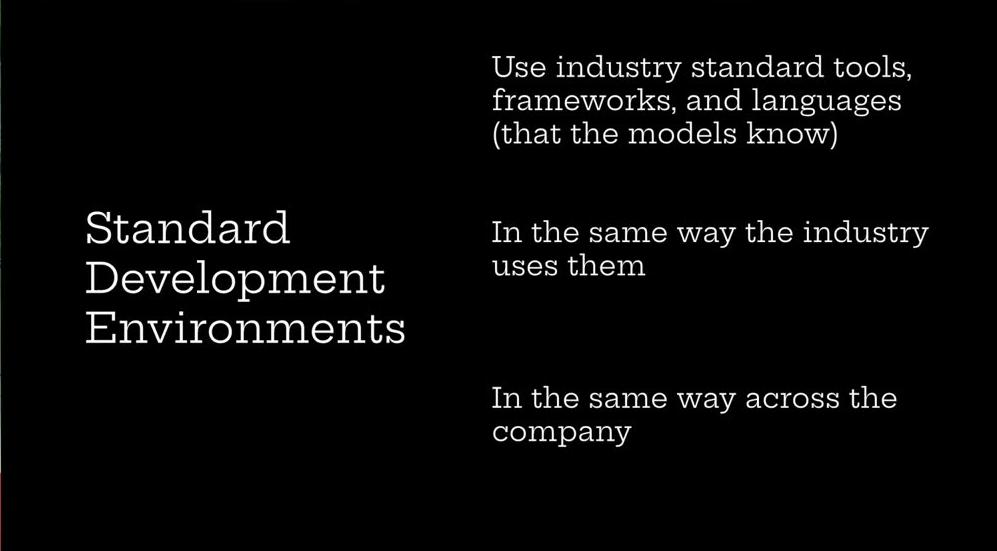 Standard
Development
Environments
Use industry standard tools,
frameworks, and languages
(that the models know)
In the same way the industry
uses them
In the same way across the
company